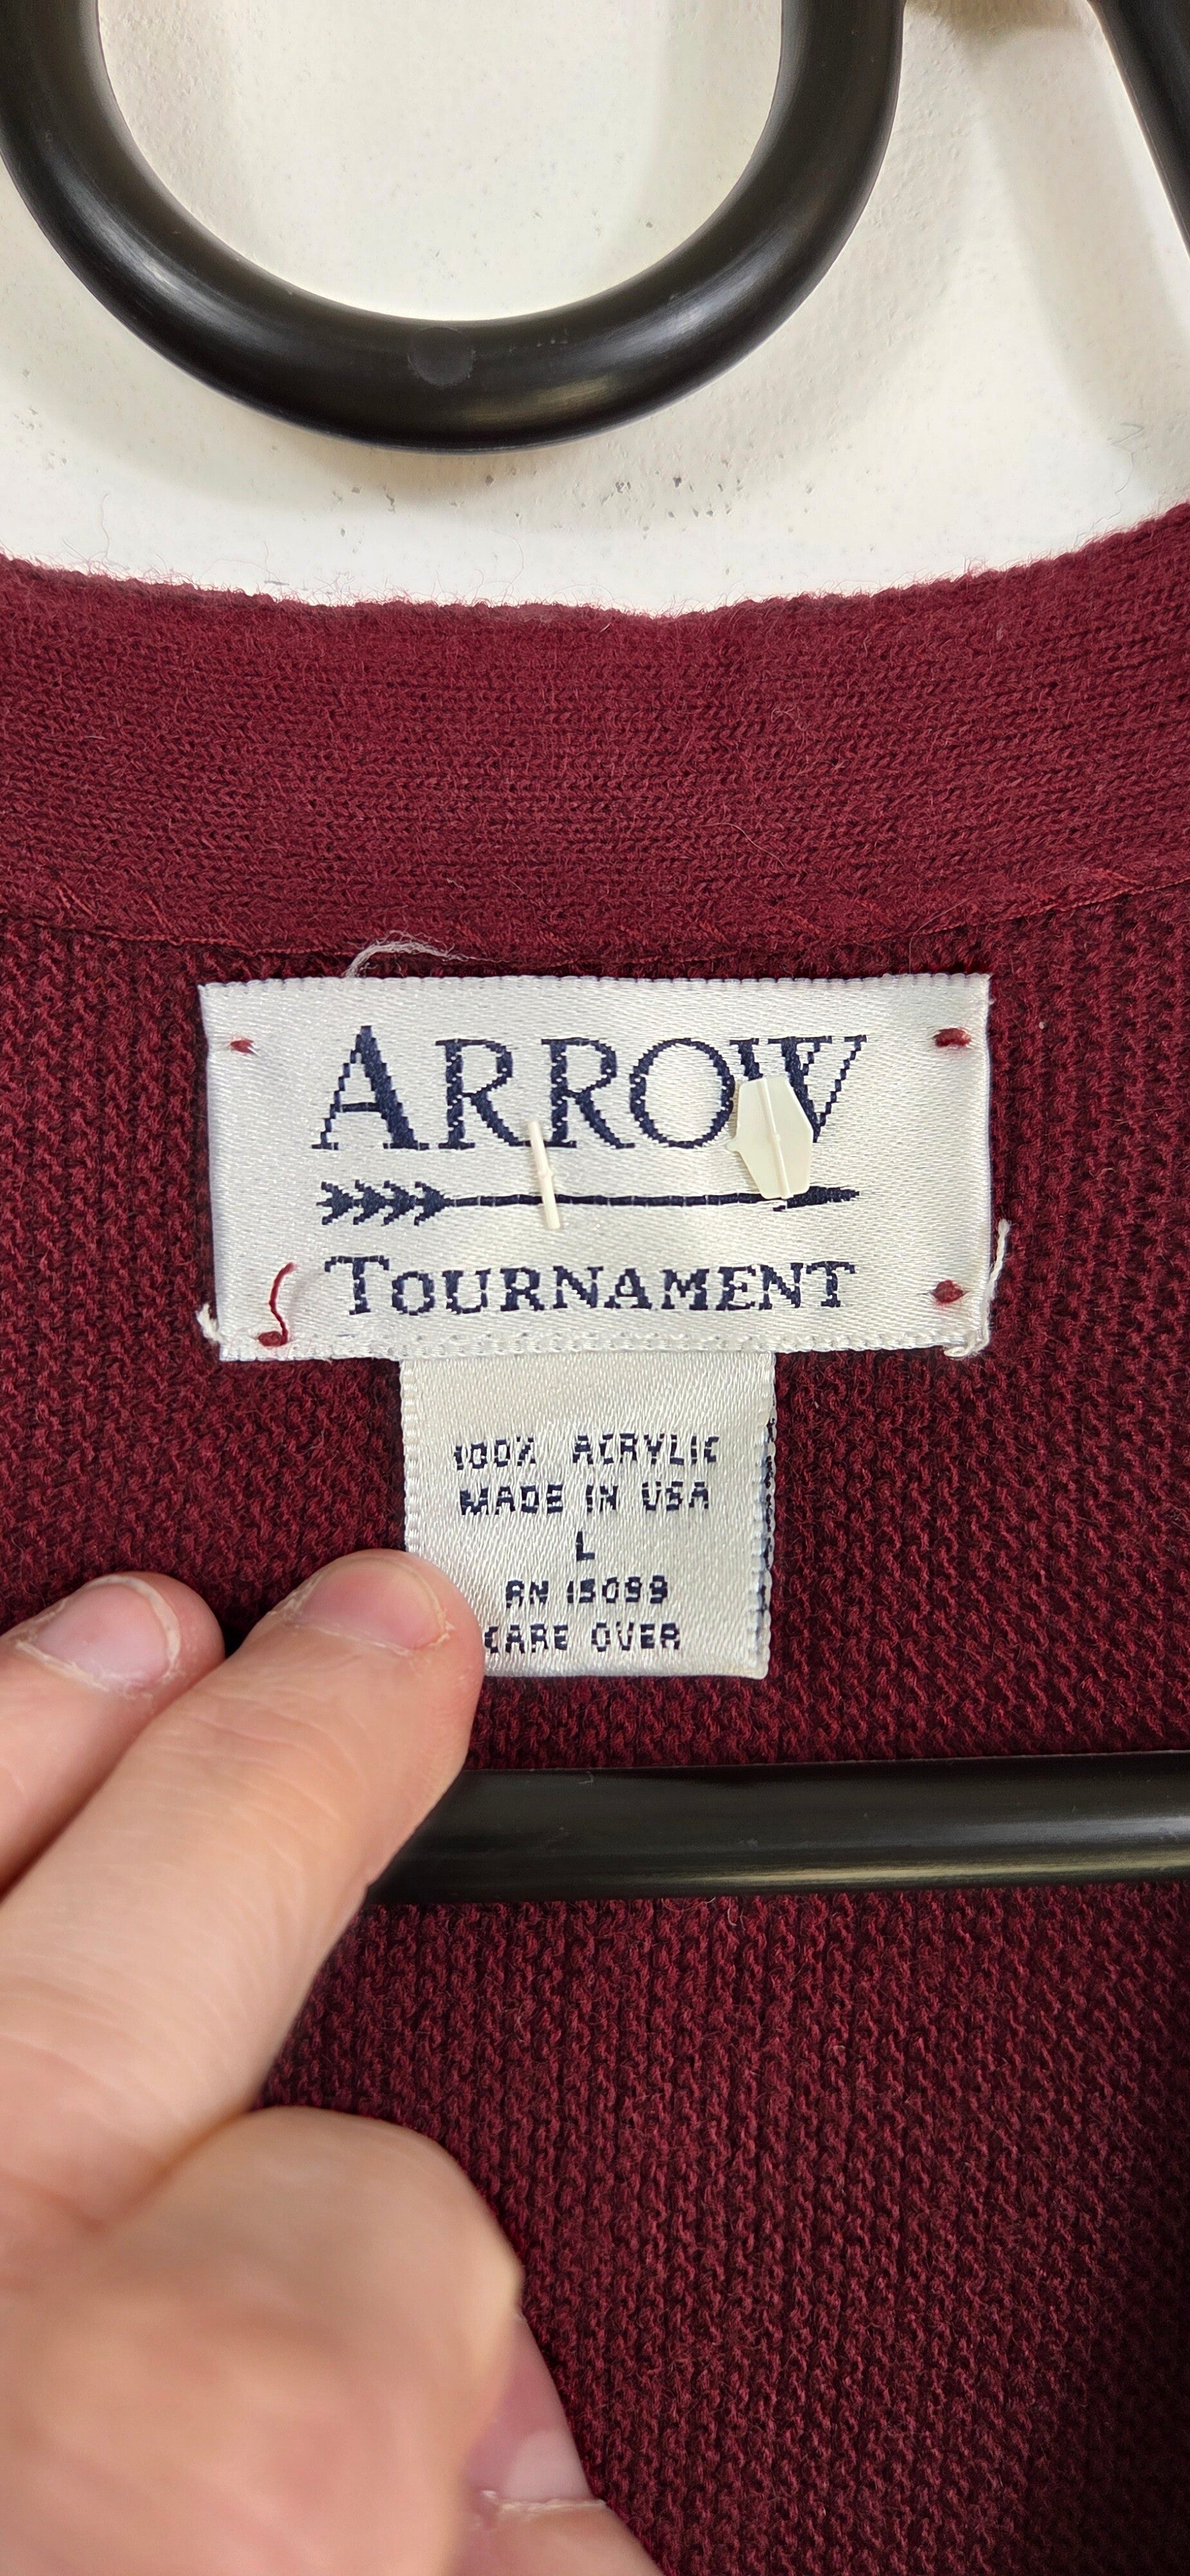 ARROW
TOURNAMENT
100% ACRYLIC
MADE IN USA
L
RN 15099
CARE OVER